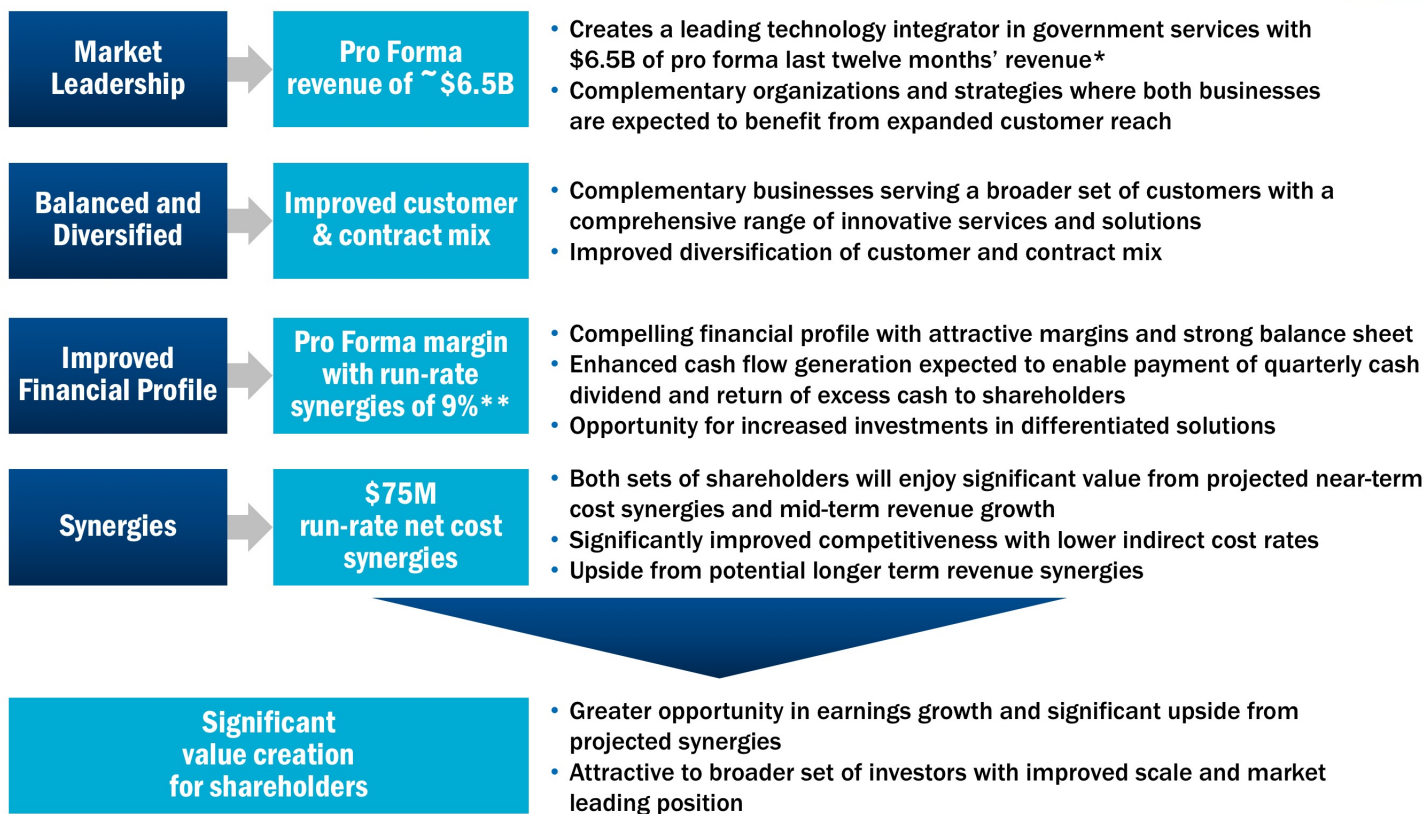 Market
Leadership
Pro Forma
revenue of ~$6.5B
• Creates a leading technology integrator in government services with
$6.5B of pro forma last twelve months’ revenue*
• Complementary organizations and strategies where both businesses
are expected to benefit from expanded customer reach
Balanced and
Diversified
Improved customer
& contract mix
• Complementary businesses serving a broader set of customers with a
comprehensive range of innovative services and solutions
• Improved diversification of customer and contract mix
Improved
Financial Profile
Pro Forma margin
with run-rate
synergies of 9%**
• Compelling financial profile with attractive margins and strong balance sheet
• Enhanced cash flow generation expected to enable payment of quarterly cash
dividend and return of excess cash to shareholders
• Opportunity for increased investments in differentiated solutions
Synergies
$75M
run-rate net cost
synergies
• Both sets of shareholders will enjoy significant value from projected near-term
cost synergies and mid-term revenue growth
• Significantly improved competitiveness with lower indirect cost rates
• Upside from potential longer term revenue synergies
Significant
value creation
for shareholders
• Greater opportunity in earnings growth and significant upside from
projected synergies
• Attractive to broader set of investors with improved scale and market
leading position